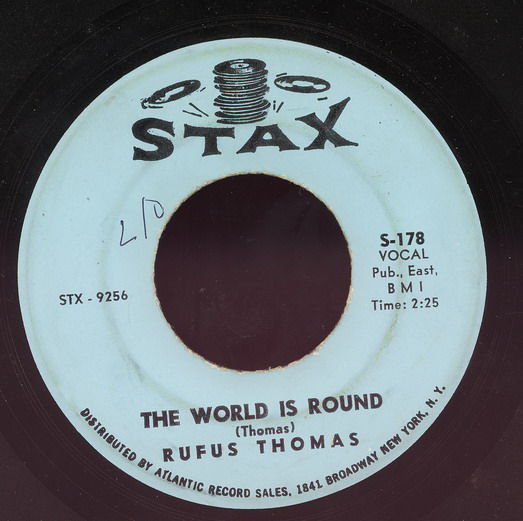 STAX
L/D
S-178
VOCAL
Pub., East,
B M I
Time: 2:25
STX - 9256
THE WORLD IS ROUND
(Thomas)
RUFUS THOMAS
DISTRIBUTED BY ATLANTIC RECORD SALES, 1841 BROADWAY NEW YORK, N. Y.